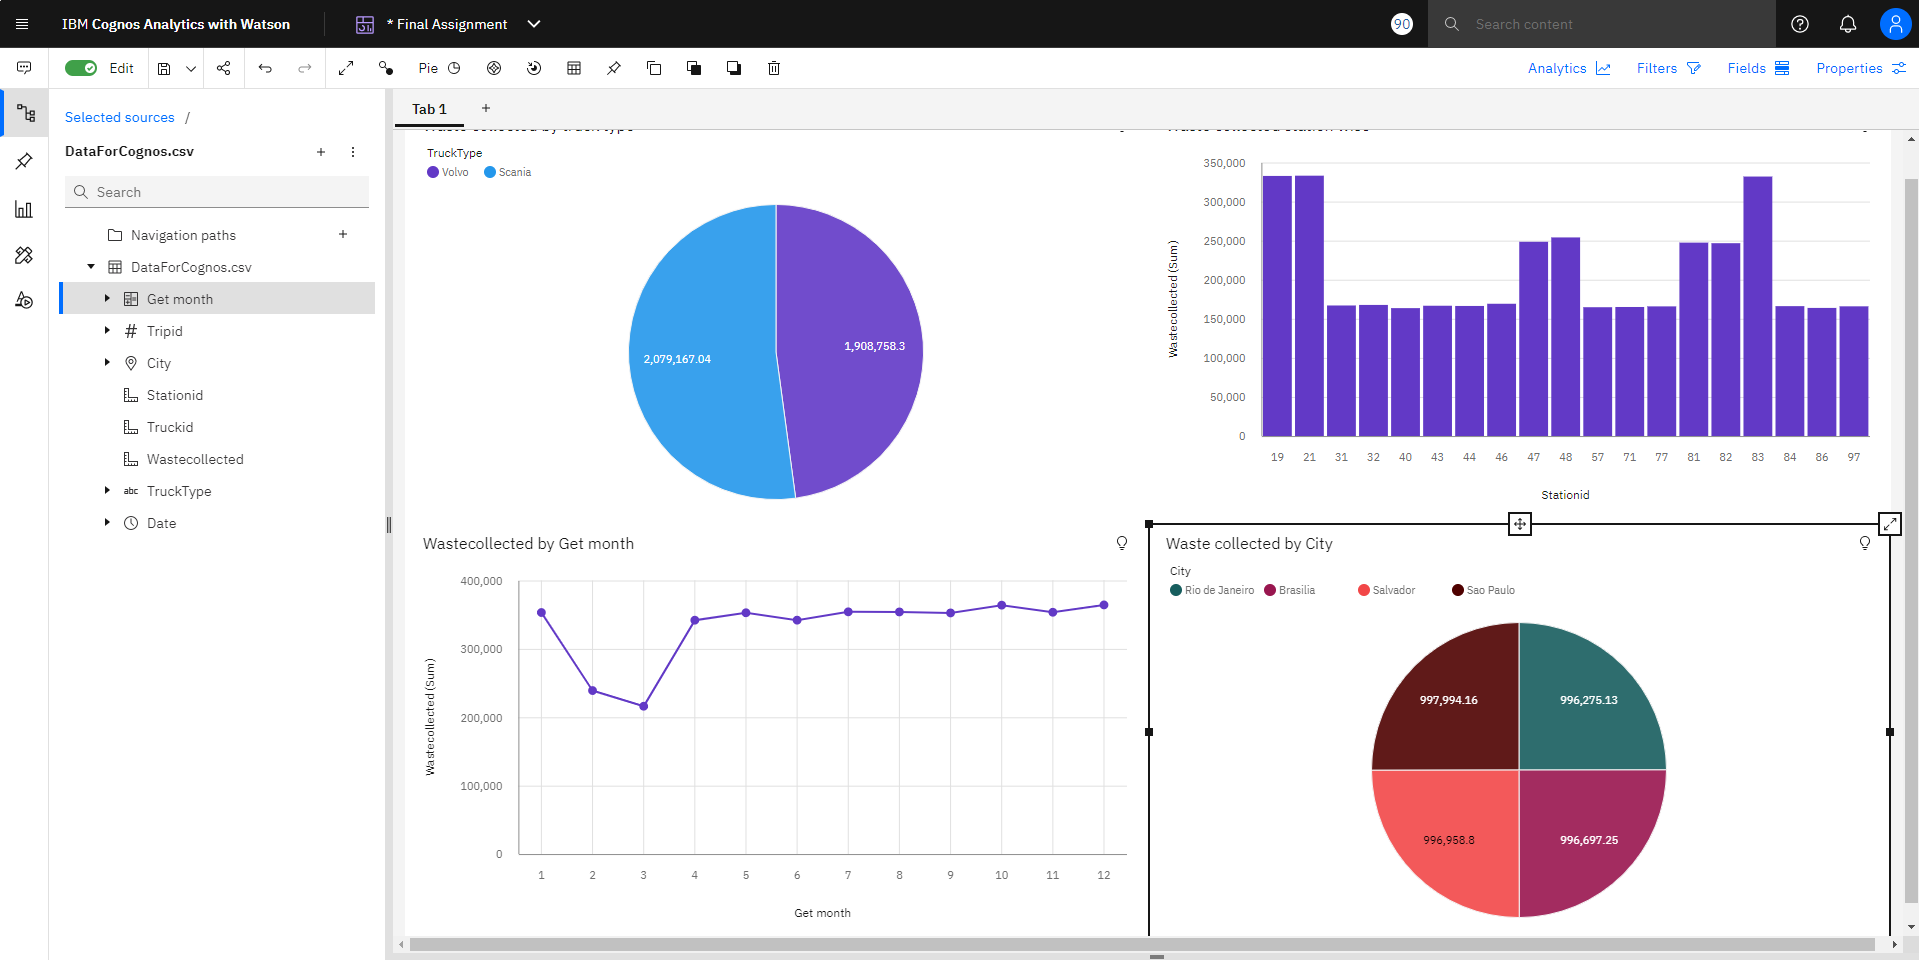 IBM Cognos Analytics with Watson
* Final Assignment
90
Search content
Edit
Pie
Analytics
Filters
Fields
Properties
Selected sources /
DataForCognos.csv
Search
Navigation paths
DataForCognos.csv
Get month
Tripid
City
Stationid
Truckid
Wastecollected
abc TruckType
Date
Tab 1
TruckType
Volvo Scania
2,079,167.04
1,908,758.3
Wastecollected (Sum)
350,000
300,000
250,000
200,000
150,000
100,000
50,000
0
19 21 31 32 40 43 44 46 47 48 57 71 77 81 82 83 84 86 97
Stationid
Wastecollected by Get month
Wastecollected (Sum)
400,000
300,000
200,000
100,000
0
1 2 3 4 5 6 7 8 9 10 11 12
Get month
Waste collected by City
City
Rio de Janeiro Brasilia Salvador Sao Paulo
997,994.16
996,275.13
996,958.8
996,697.25